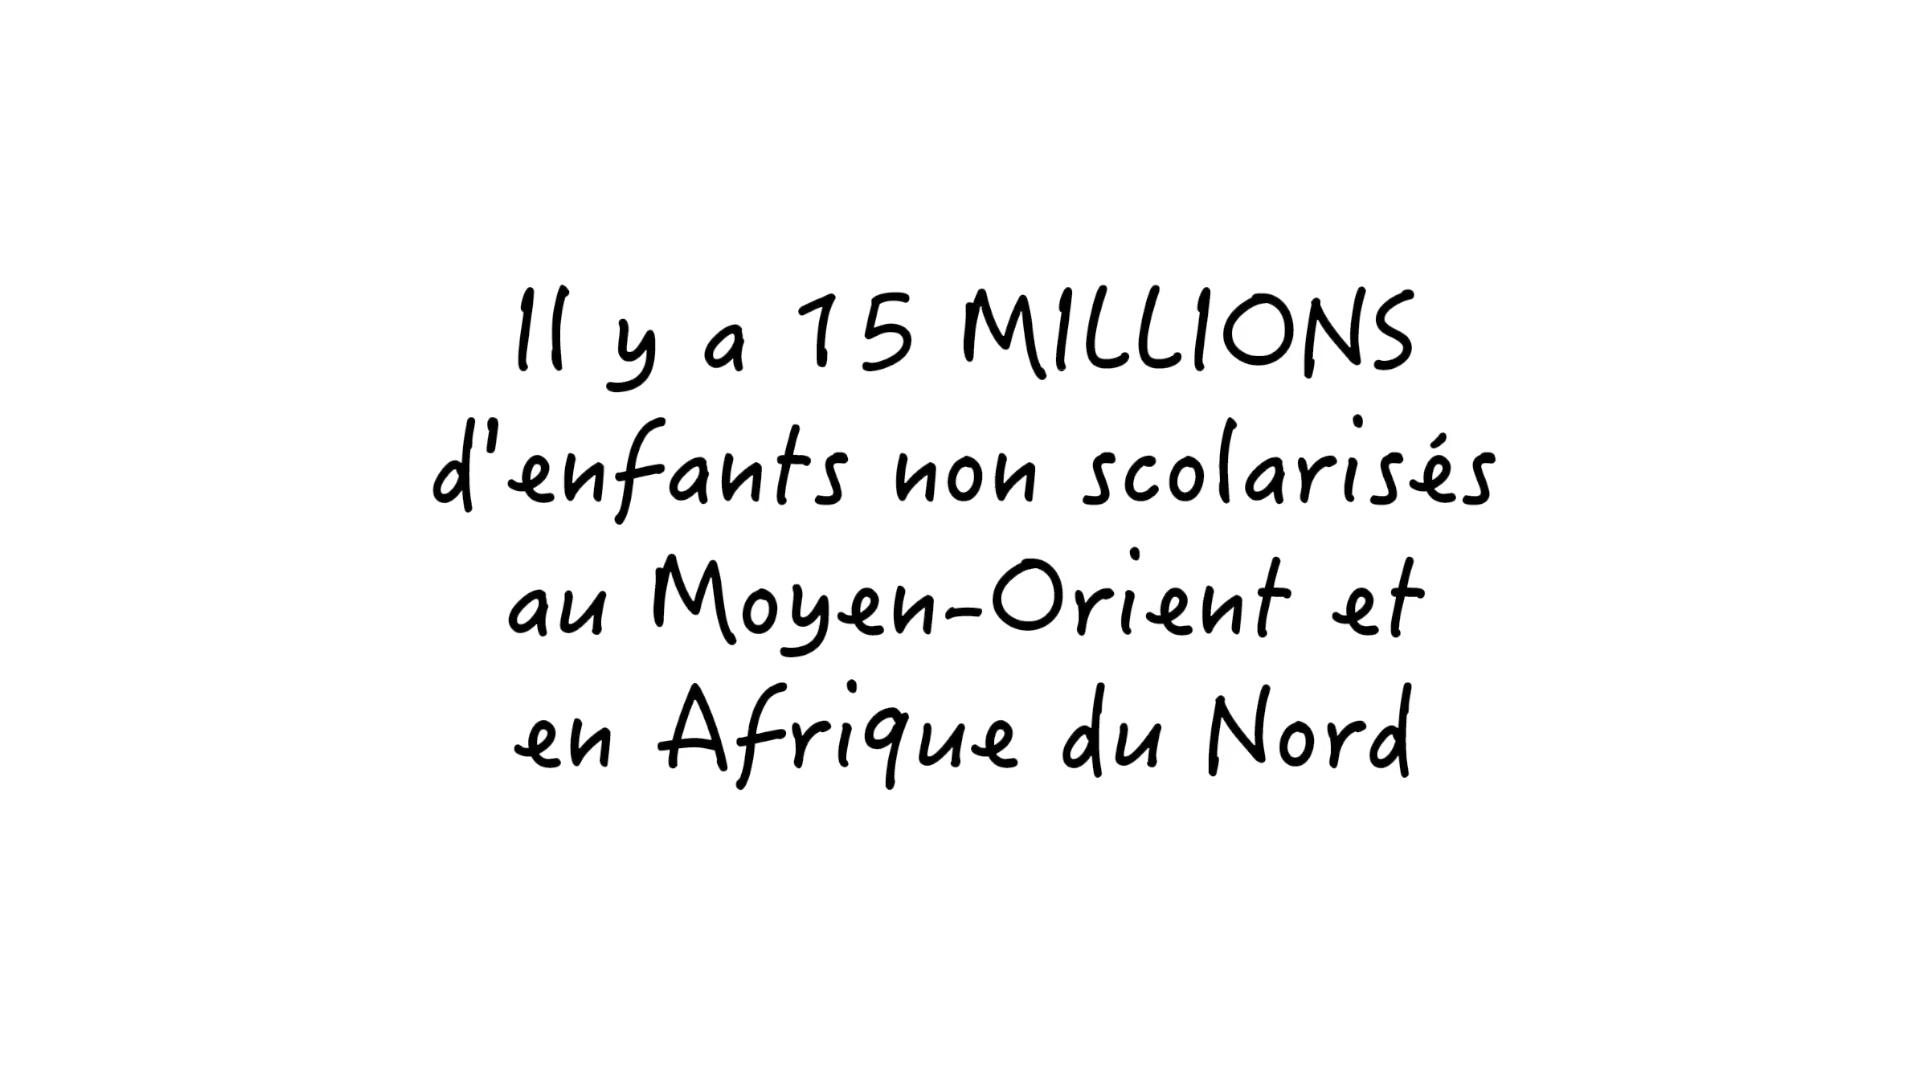 Il y a 15 MILLIONS
d'enfants non scolarisés
au Moyen-Orient et
en Afrique du Nord